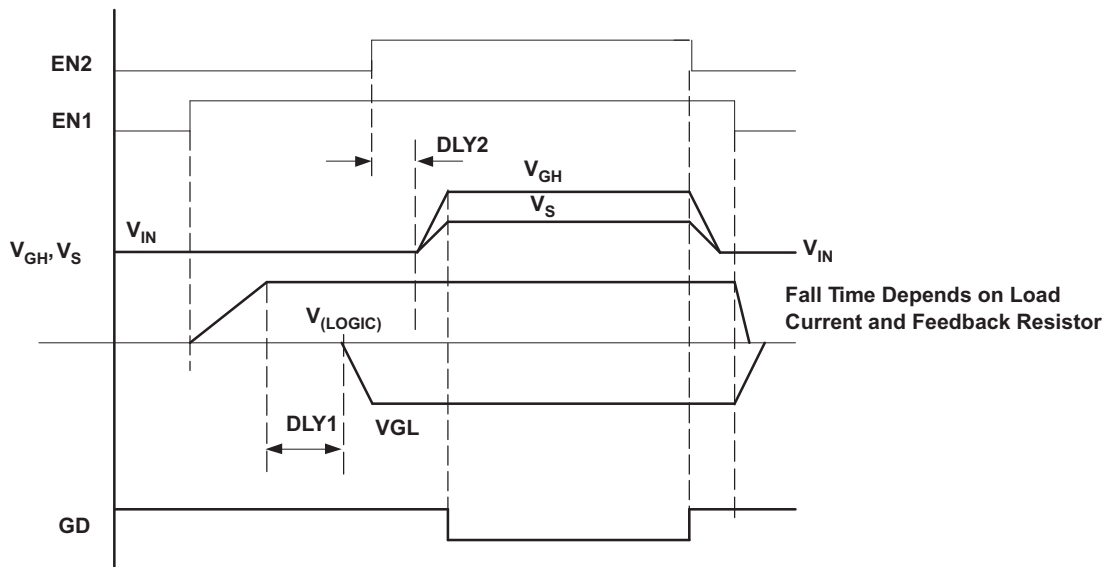 EN2
EN1
DLY2
V_GH
V_S
V_IN
V_GH, V_S
V_IN
Fall Time Depends on Load
Current and Feedback Resistor
V_(LOGIC)
DLY1
VGL
GD